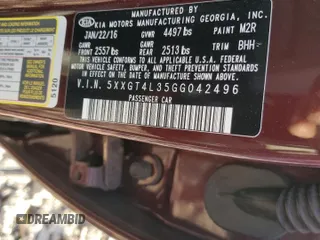 MANUFACTURED BY
KIA KIA MOTORS MANUFACTURING GEORGIA, INC.
JAN/22/16 GVWR 4497 lbs PAINT M2R
GAWR FRONT 2557 lbs GAWR REAR 2513 lbs TRIM BHH
THIS VEHICLE CONFORMS TO ALL APPLICABLE
FEDERAL MOTOR VEHICLE
SAFETY, BUMPER, AND THEFT PREVENTION
STANDARDS IN EFFECT ON THE DATE OF
MANUFACTURE SHOWN ABOVE.
V.I.N. 5XXGT4L35GG042496
PASSENGER CAR
5120
DREAMBID